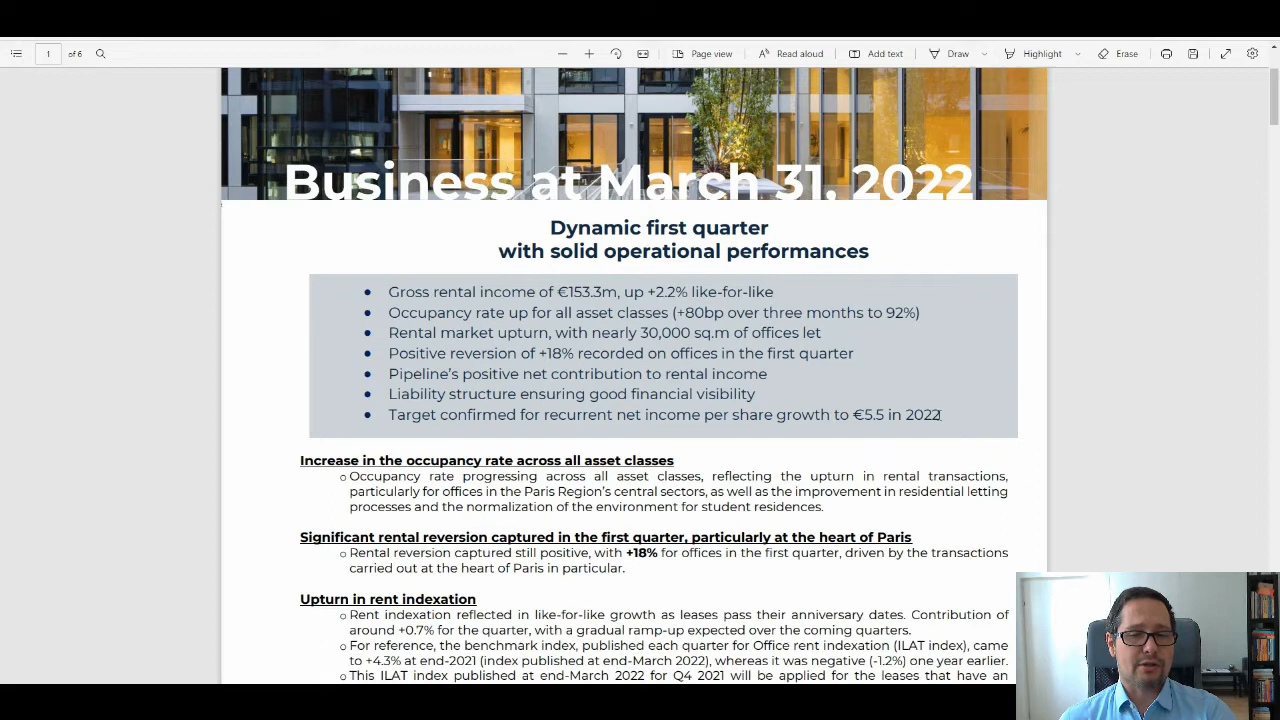 1 of 6
Page view
Read aloud
Add text
Draw
Highlight
Erase
Business at March 31, 2022
Dynamic first quarter
with solid operational performances
• Gross rental income of €153.3m, up +2.2% like-for-like
• Occupancy rate up for all asset classes (+80bp over three months to 92%)
• Rental market upturn, with nearly 30,000 sq.m of offices let
• Positive reversion of +18% recorded on offices in the first quarter
• Pipeline's positive net contribution to rental income
• Liability structure ensuring good financial visibility
• Target confirmed for recurrent net income per share growth to €5.5 in 2022
Increase in the occupancy rate across all asset classes
o Occupancy rate progressing across all asset classes, reflecting the upturn in rental transactions,
particularly for offices in the Paris Region's central sectors, as well as the improvement in residential letting
processes and the normalization of the environment for student residences.
Significant rental reversion captured in the first quarter, particularly at the heart of Paris
o Rental reversion captured still positive, with +18% for offices in the first quarter, driven by the transactions
carried out at the heart of Paris in particular.
Upturn in rent indexation
o Rent indexation reflected in like-for-like growth as leases pass their anniversary dates. Contribution of
around +0.7% for the quarter, with a gradual ramp-up expected over the coming quarters.
o For reference, the benchmark index, published each quarter for Office rent indexation (ILAT index), came
to +4.3% at end-2021 (index published at end-March 2022), whereas it was negative (-1.2%) one year earlier.
o This ILAT index published at end-March 2022 for Q4 2021 will be applied for the leases that have an